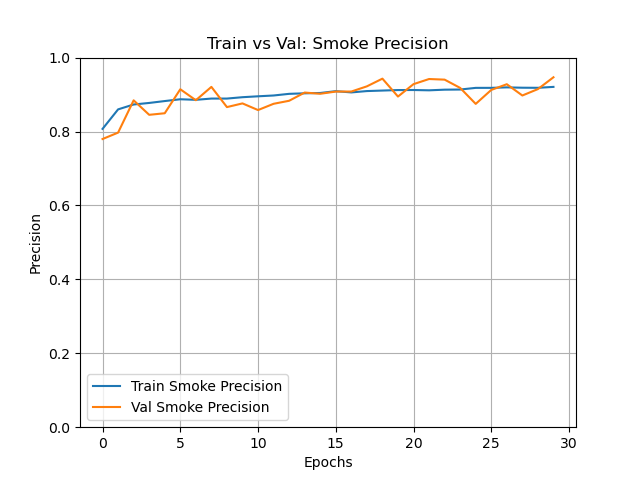 Train vs Val: Smoke Precision
1.0
0.8
0.6
0.4
0.2
0.0
Precision
Train Smoke Precision
Val Smoke Precision
0 5 10 15 20 25 30
Epochs